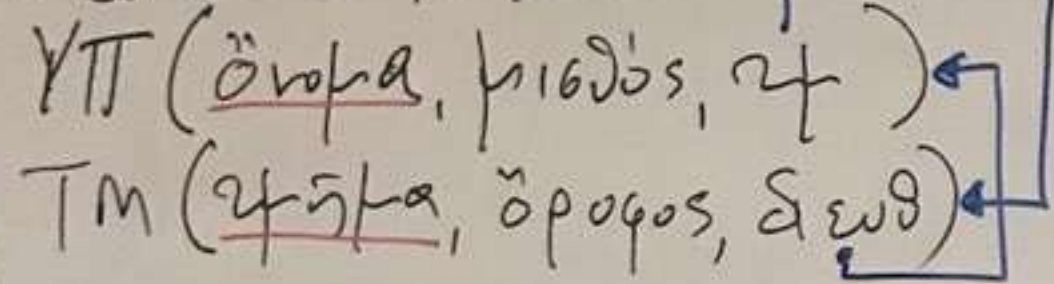 ΥΠ (όνομα, μισθός, τμ)
ΤΜ (τμήμα, όροφος, διευθ)